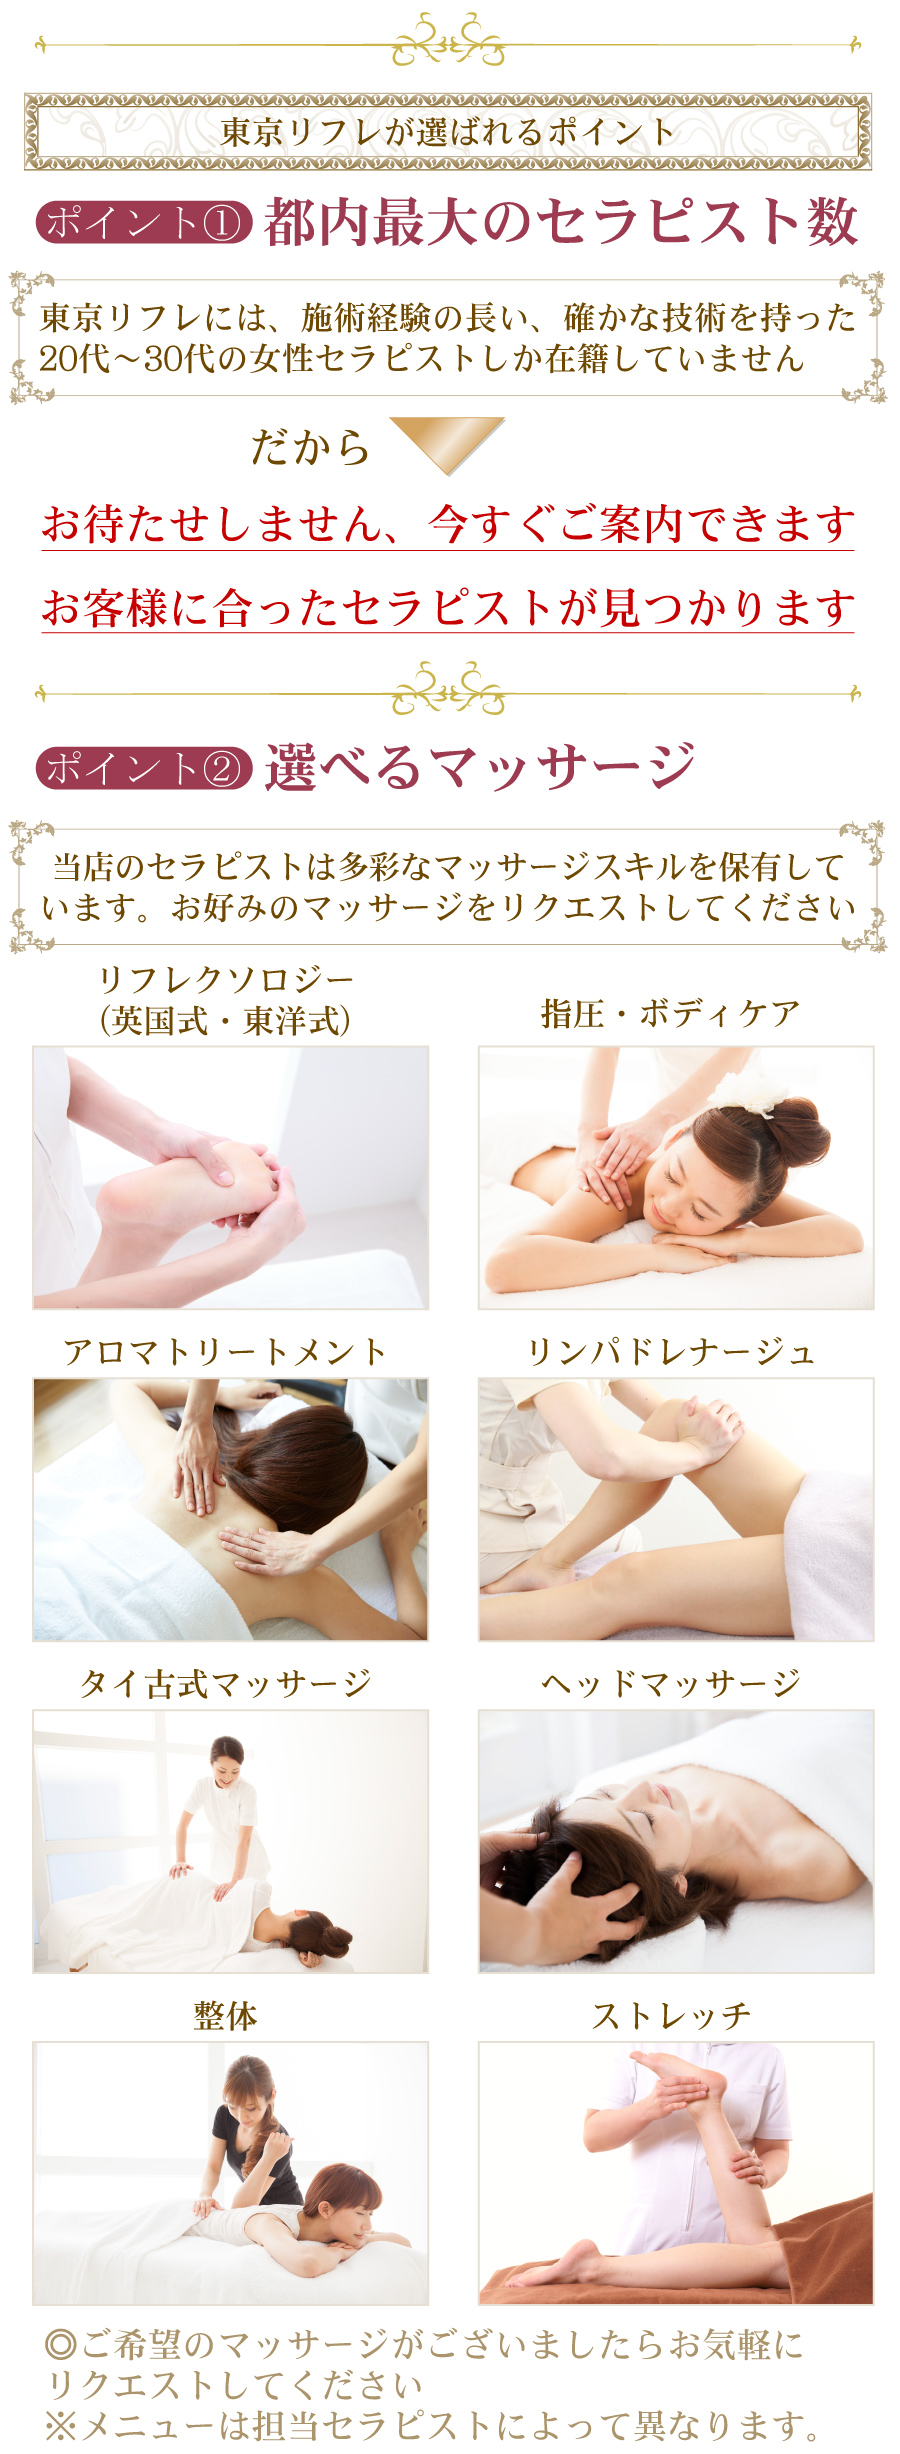 東京リフレが選ばれるポイント
ポイント① 都内最大のセラピスト数
東京リフレには、施術経験の長い、確かな技術を持った
20代～30代の女性セラピストしか在籍していません
だから
お待たせしません、今すぐご案内できます
お客様に合ったセラピストが見つかります
ポイント② 選べるマッサージ
当店のセラピストは多彩なマッサージスキルを保有して
います。お好みのマッサージをリクエストしてください
リフレクソロジー
(英国式・東洋式)
指圧・ボディケア
アロマトリートメント
リンパドレナージュ
タイ古式マッサージ
ヘッドマッサージ
整体
ストレッチ
◎ご希望のマッサージがございましたらお気軽に
リクエストしてください
※メニューは担当セラピストによって異なります。